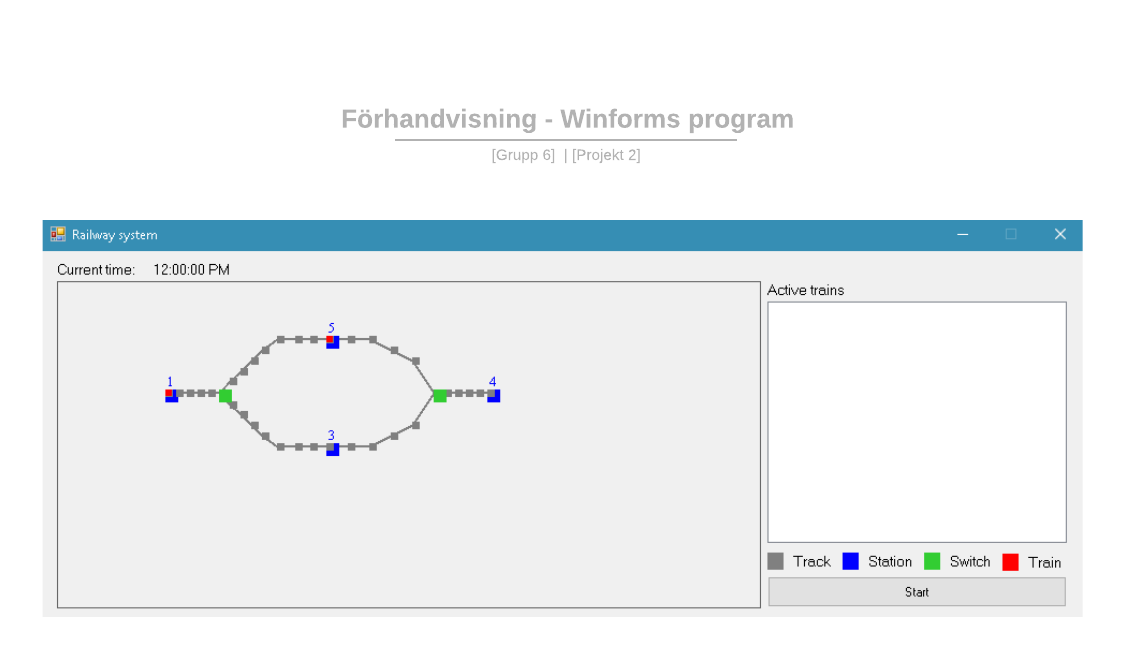 Förhandvisning - Winforms program
[Grupp 6] | [Projekt 2]
Railway system
Current time: 12:00:00 PM
Active trains
5
1
4
3
Track Station Switch Train
Start